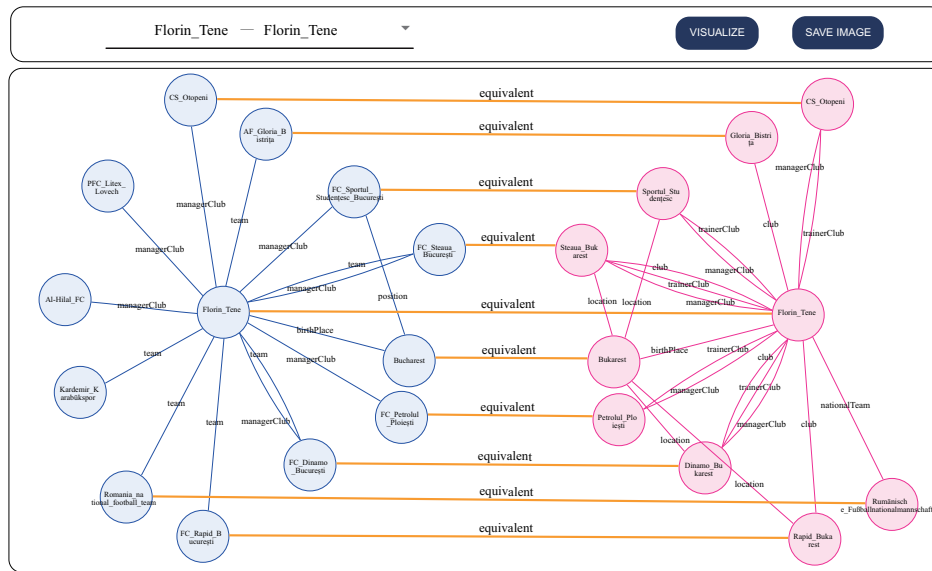 Florin_Tene — Florin_Tene
VISUALIZE
SAVE IMAGE
equivalent
CS_Otopeni
CS_Otopeni
AF_Gloria_B
istrița
equivalent
Gloria_Bistri
ță
managerClub
PFC_Litex_
Lovech
FC_Sportul_
Studențesc_București
equivalent
Sportul_Stu
dențesc
managerClub
team
club
trainerClub
trainerClub
managerClub
managerClub
FC_Steaua_
București
equivalent
Steaua_Buk
arest
managerClub
team
club
managerClub
trainerClub
managerClub
position
location
location
Al-Hilal_FC
managerClub
Florin_Tene
equivalent
Florin_Tene
birthPlace
birthPlace
trainerClub
team
team
managerClub
Bucharest
equivalent
Bukarest
club
trainerClub
managerClub
Kardemir_K
arabükspor
team
team
managerClub
FC_Petrolul
_Ploiești
equivalent
Petrolul_Plo
iești
managerClub
nationalTeam
club
location
FC_Dinamo
_București
equivalent
Dinamo_Bu
karest
location
Romania_na
tional_football_team
equivalent
Rumänisch
e_Fußballnationalmannschaft
FC_Rapid_B
ucurești
equivalent
Rapid_Buka
rest